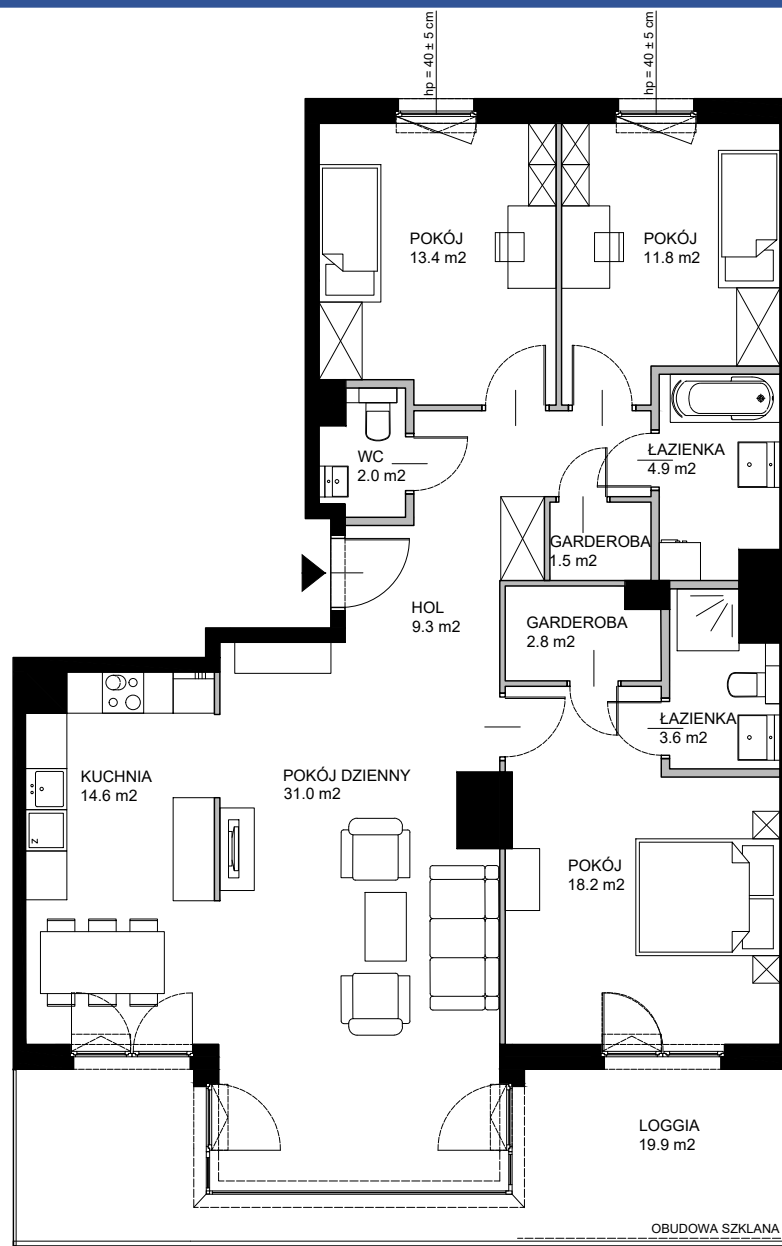 hp = 40 ± 5 cm
hp = 40 ± 5 cm
POKÓJ
13.4 m2
POKÓJ
11.8 m2
WC
2.0 m2
ŁAZIENKA
4.9 m2
GARDEROBA
1.5 m2
HOL
9.3 m2
GARDEROBA
2.8 m2
ŁAZIENKA
3.6 m2
KUCHNIA
14.6 m2
POKÓJ DZIENNY
31.0 m2
Z
POKÓJ
18.2 m2
LOGGIA
19.9 m2
OBUDOWA SZKLANA